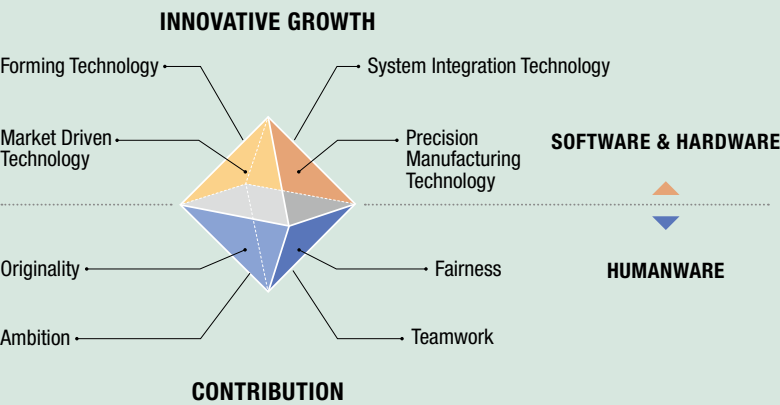 INNOVATIVE GROWTH
Forming Technology
System Integration Technology
Market Driven
Technology
Precision
Manufacturing
Technology
SOFTWARE & HARDWARE
Originality
Fairness
HUMANWARE
Ambition
Teamwork
CONTRIBUTION